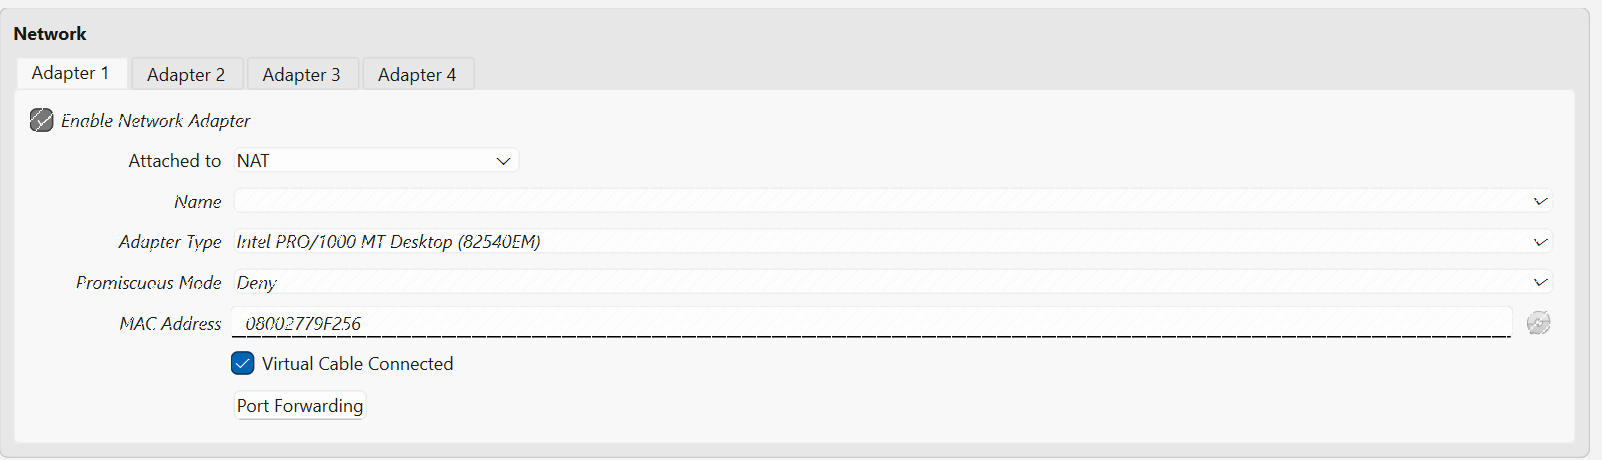 Network
Adapter 1 Adapter 2 Adapter 3 Adapter 4
Enable Network Adapter
Attached to NAT
Name
Adapter Type Intel PRO/1000 MT Desktop (82540EM)
Promiscuous Mode Deny
MAC Address 08002779F256
Virtual Cable Connected
Port Forwarding